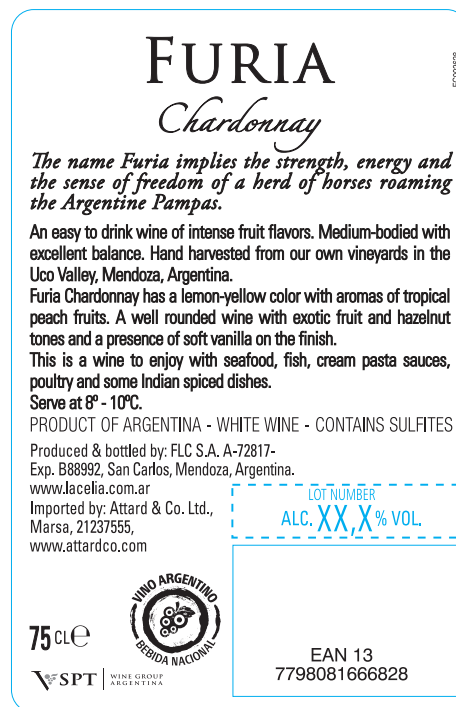 FURIA
Chardonnay
The name Furia implies the strength, energy and
the sense of freedom of a herd of horses roaming
the Argentine Pampas.
An easy to drink wine of intense fruit flavors. Medium-bodied with
excellent balance. Hand harvested from our own vineyards in the
Uco Valley, Mendoza, Argentina.
Furia Chardonnay has a lemon-yellow color with aromas of tropical
peach fruits. A well rounded wine with exotic fruit and hazelnut
tones and a presence of soft vanilla on the finish.
This is a wine to enjoy with seafood, fish, cream pasta sauces,
poultry and some Indian spiced dishes.
Serve at 8º - 10ºC.
PRODUCT OF ARGENTINA - WHITE WINE - CONTAINS SULFITES
Produced & bottled by: FLC S.A. A-72817-
Exp. B88992, San Carlos, Mendoza, Argentina.
www.lacelia.com.ar
Imported by: Attard & Co. Ltd.,
Marsa, 21237555,
www.attardco.com
LOT NUMBER
ALC. XX,X % VOL.
VINO ARGENTINO
BEBIDA NACIONAL
75 CL e
SPT WINE GROUP
ARGENTINA
EAN 13
7798081666828